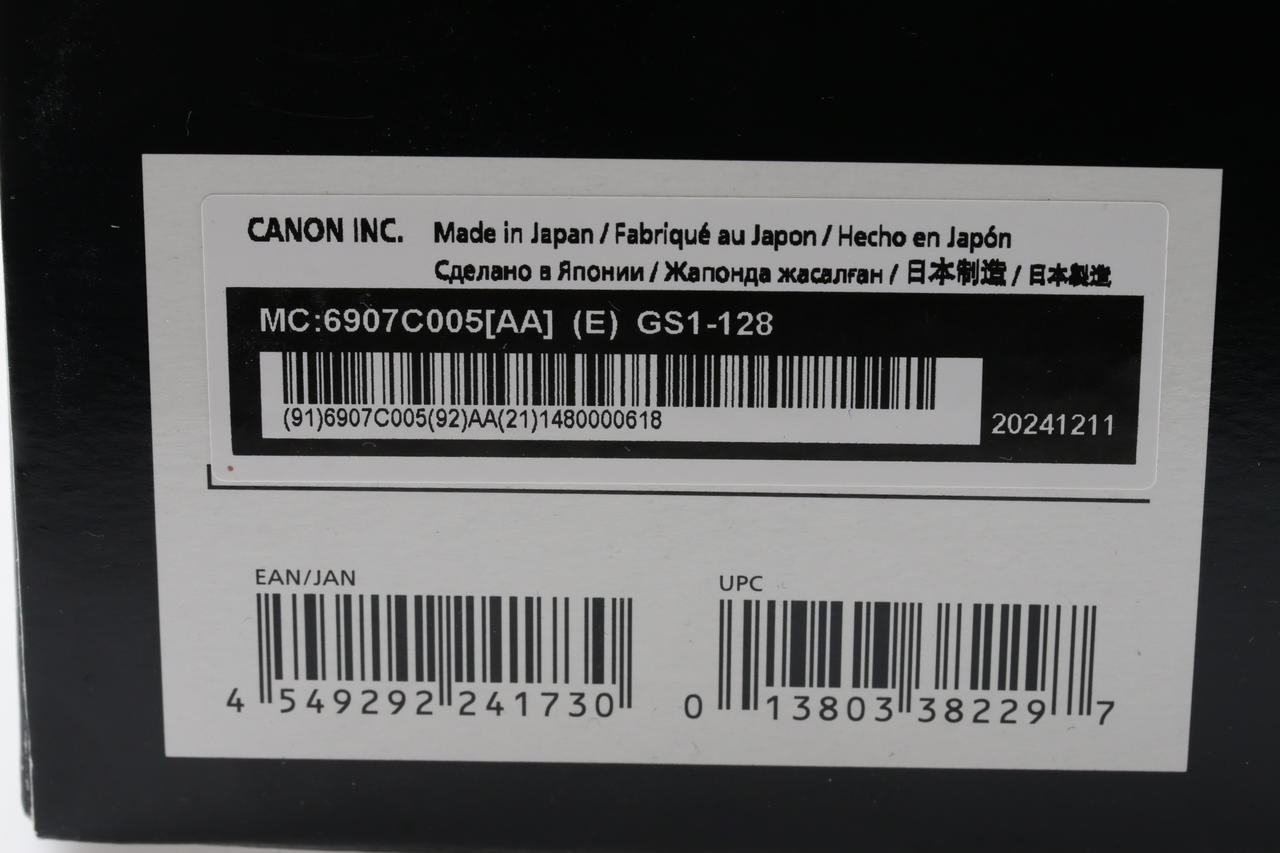 CANON INC. Made in Japan / Fabriqué au Japon / Hecho en Japón
Сделано в Японии / Жапонда жасалған / 日本制造 / 日本製造
MC:6907C005[AA] (E) GS1-128
(91)6907C005(92)AA(21)1480000618
20241211
EAN/JAN
4 549292 241730
UPC
0 13803 38229 7